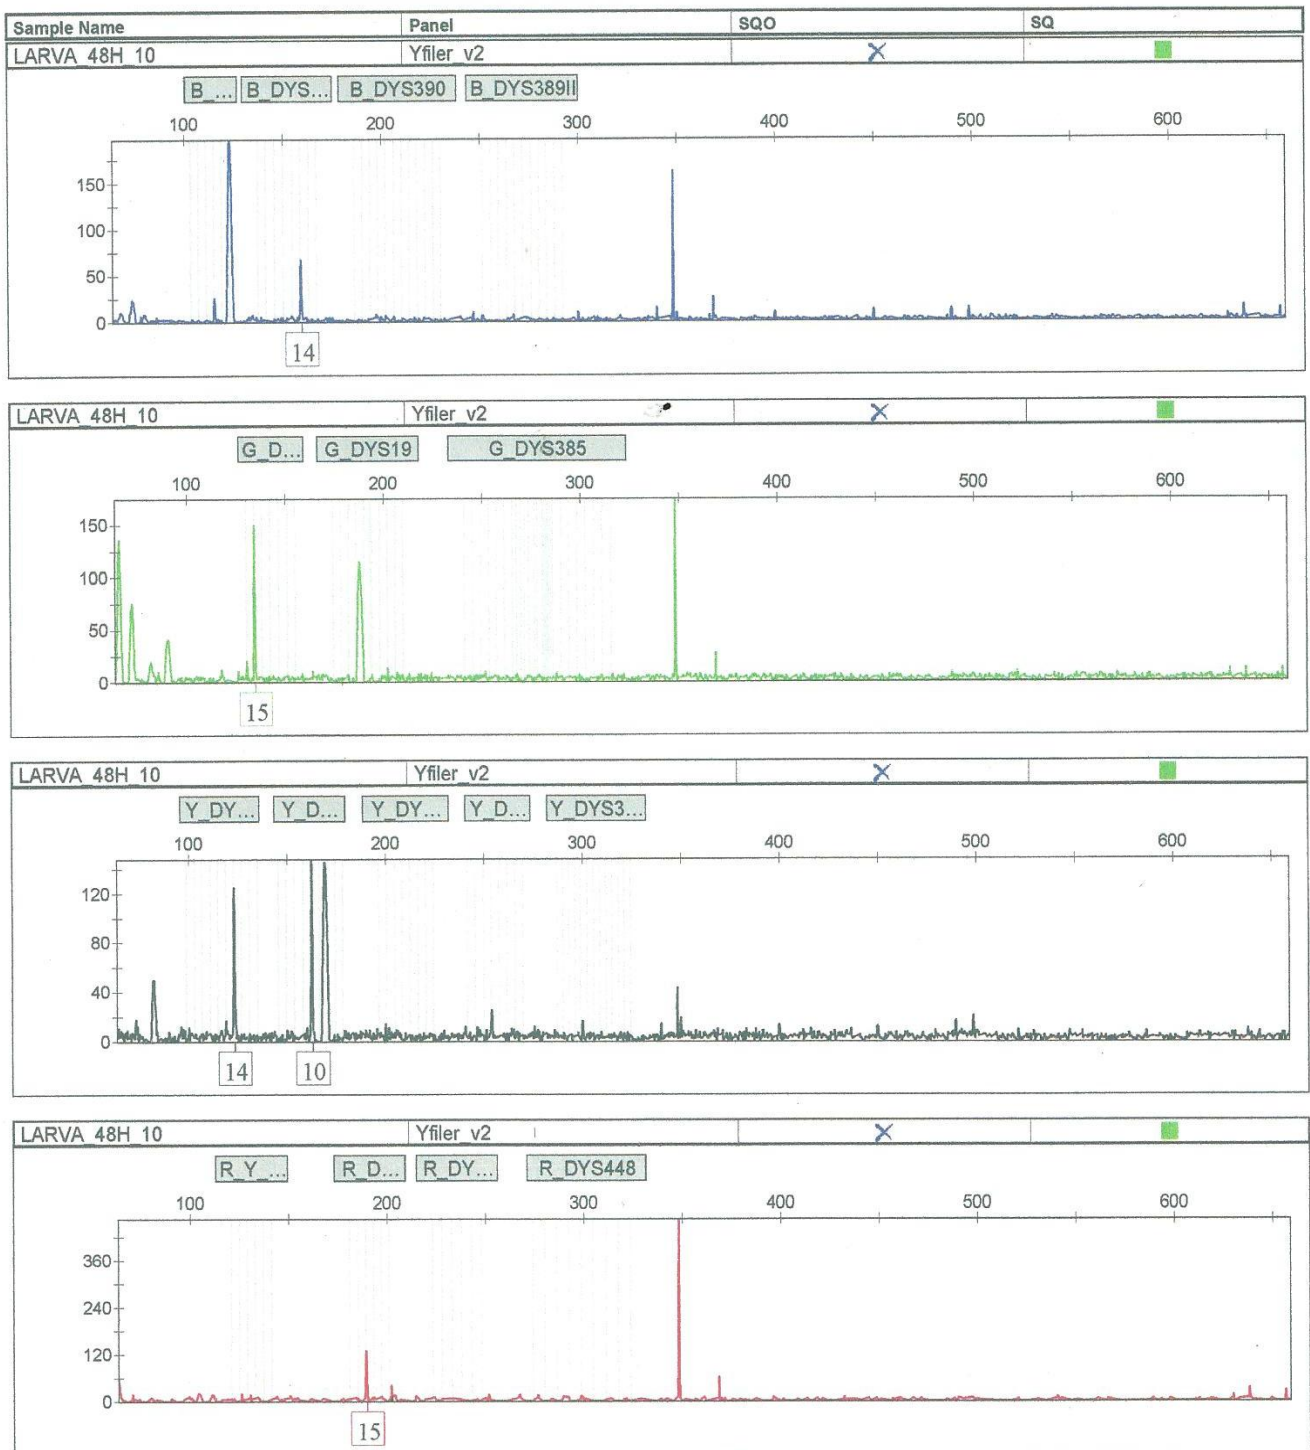 Sample Name Panel SQO SQ
LARVA_48H_10 Yfiler_v2
B_... B_DYS... B_DYS390 B_DYS389II
100 200 300 400 500 600
150
100
50
0
14
LARVA_48H_10 Yfiler_v2
G_D... G_DYS19 G_DYS385
100 200 300 400 500 600
150
100
50
0
15
LARVA_48H_10 Yfiler_v2
Y_DY... Y_D... Y_DY... Y_D... Y_DYS3...
100 200 300 400 500 600
120
80
40
0
14 10
LARVA_48H_10 Yfiler_v2
R_Y_... R_D... R_DY... R_DYS448
100 200 300 400 500 600
360
240
120
0
15